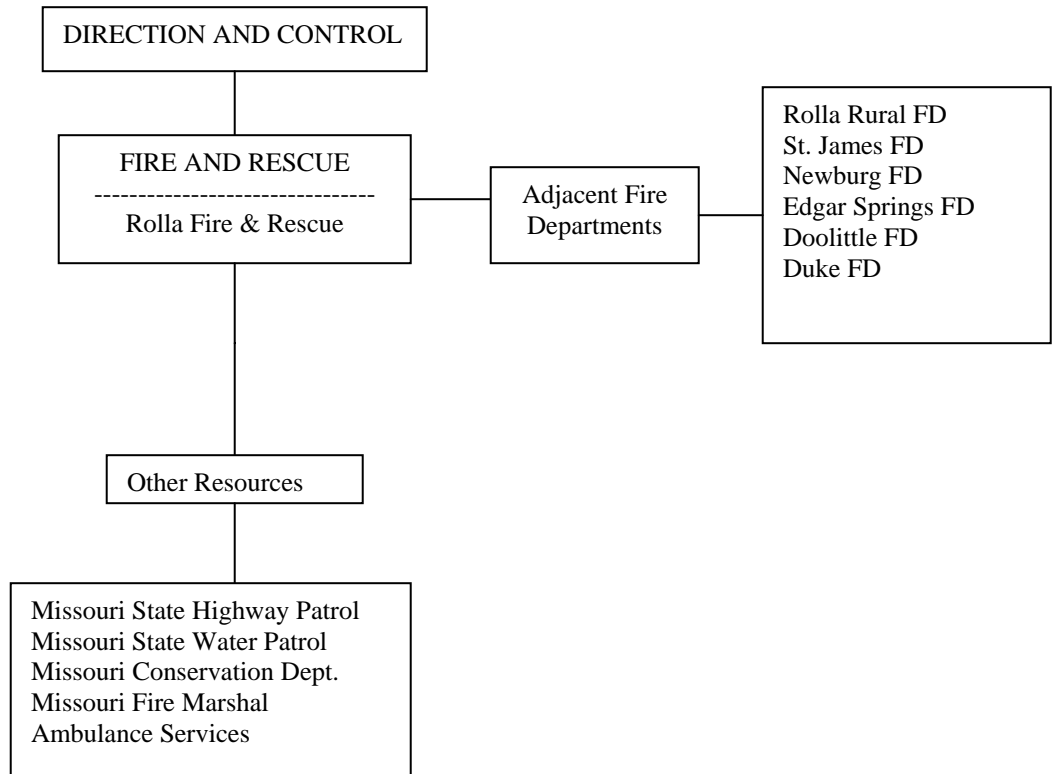 DIRECTION AND CONTROL
FIRE AND RESCUE
--------------------------------
Rolla Fire & Rescue
Adjacent Fire
Departments
Rolla Rural FD
St. James FD
Newburg FD
Edgar Springs FD
Doolittle FD
Duke FD
Other Resources
Missouri State Highway Patrol
Missouri State Water Patrol
Missouri Conservation Dept.
Missouri Fire Marshal
Ambulance Services